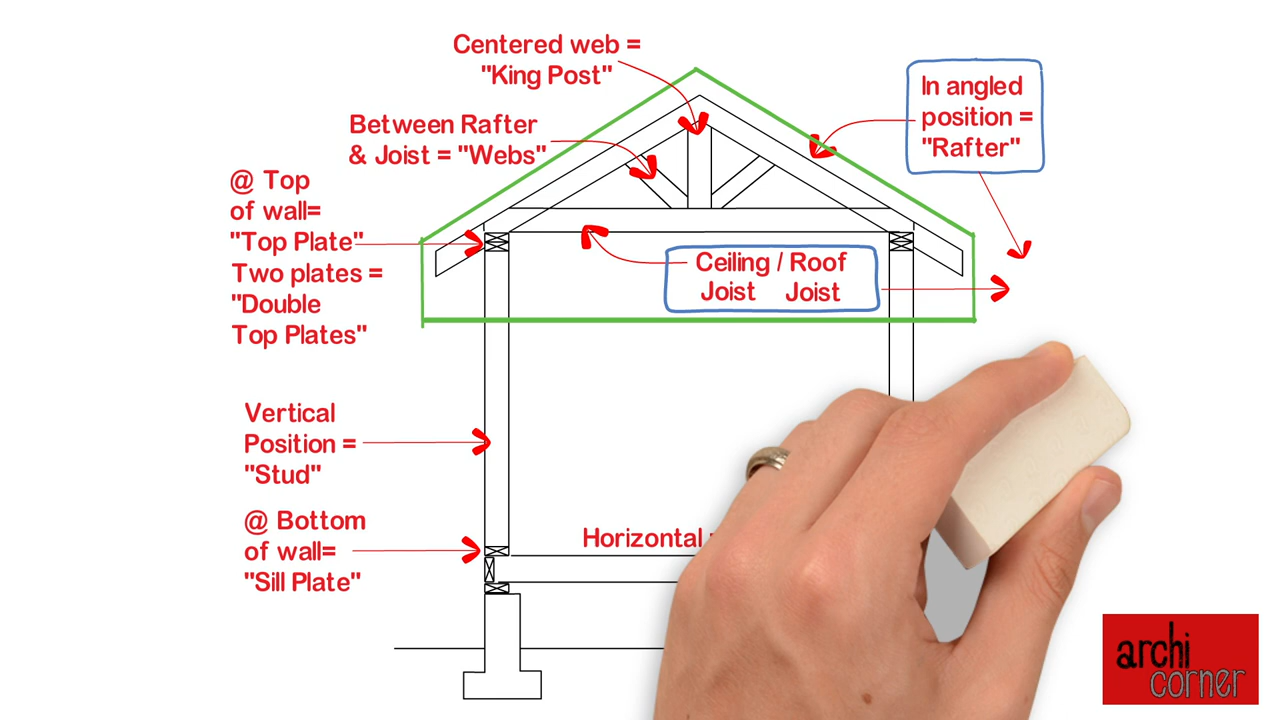 Centered web =
"King Post"
Between Rafter
& Joist = "Webs"
In angled
position =
"Rafter"
@ Top
of wall=
"Top Plate"
Two plates =
"Double
Top Plates"
Ceiling / Roof
Joist Joist
Vertical
Position =
"Stud"
@ Bottom
of wall=
"Sill Plate"
Horizontal
archi
corner